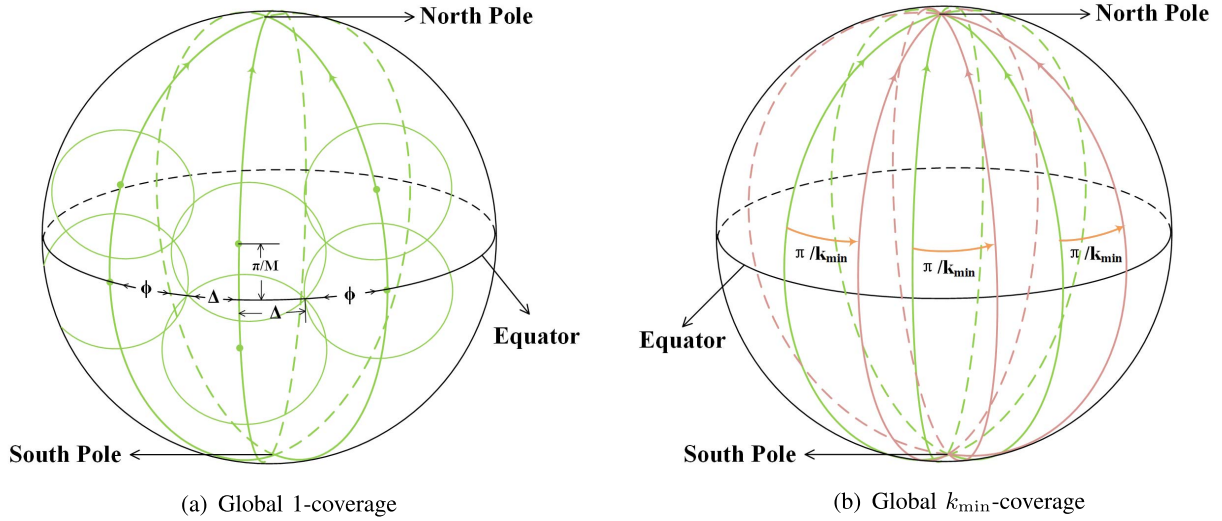 North Pole
π/M
ϕ
Δ
Δ
ϕ
Equator
South Pole
(a) Global 1-coverage
North Pole
π/kmin
π/kmin
π/kmin
Equator
South Pole
(b) Global kmin-coverage